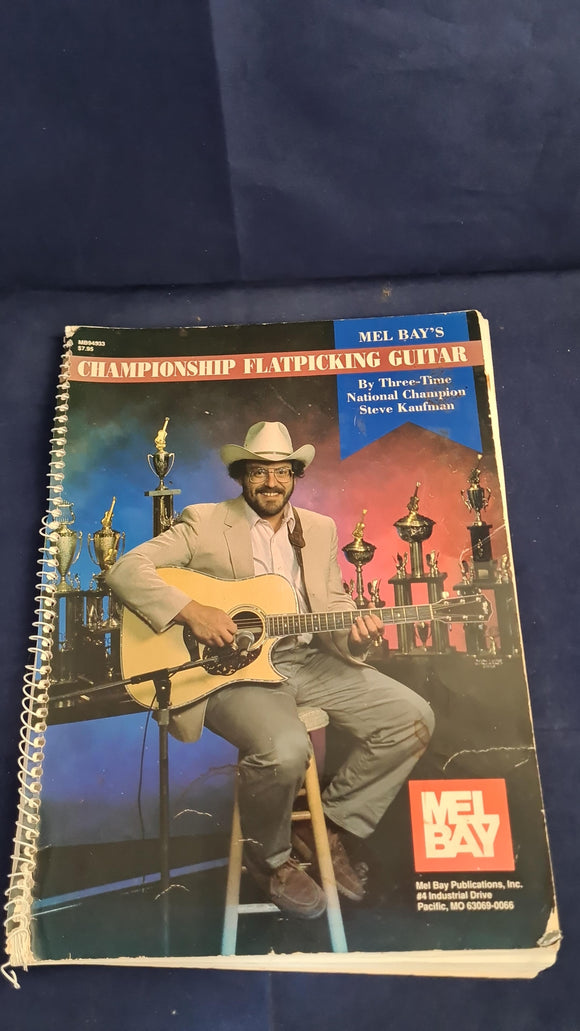 MB94933
$7.95
MEL BAY'S
CHAMPIONSHIP FLATPICKING GUITAR
By Three-Time
National Champion
Steve Kaufman
MEL
BAY
Mel Bay Publications, Inc.
#4 Industrial Drive
Pacific, MO 63069-0066